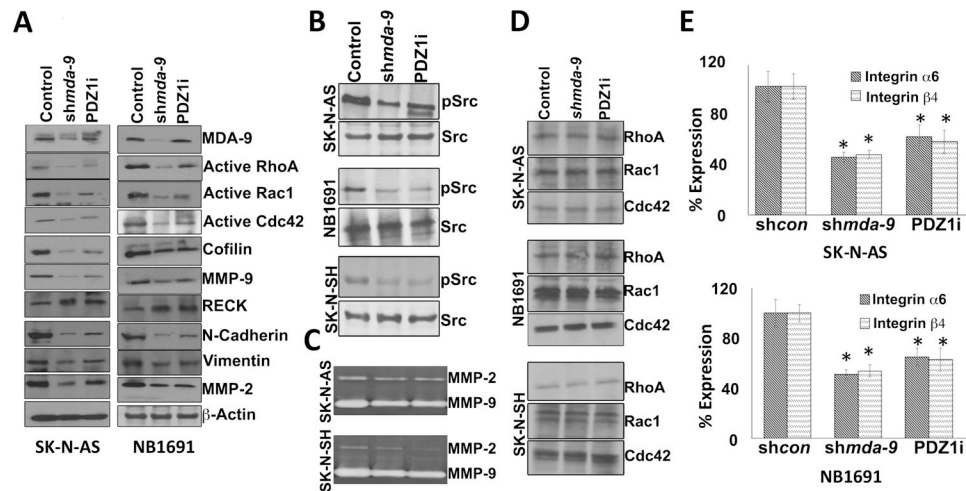 A
Control
shmda-9
PDZ1i
MDA-9
Active RhoA
Active Rac1
Active Cdc42
Cofilin
MMP-9
RECK
N-Cadherin
Vimentin
MMP-2
β-Actin
SK-N-AS
NB1691
Control
shmda-9
PDZ1i
B
Control
shmda-9
PDZ1i
SK-N-AS
pSrc
Src
NB1691
pSrc
Src
SK-N-SH
pSrc
Src
C
SK-N-AS
MMP-2
MMP-9
SK-N-SH
MMP-2
MMP-9
D
Control
shmda-9
PDZ1i
SK-N-AS
RhoA
Rac1
Cdc42
NB1691
RhoA
Rac1
Cdc42
SK-N-SH
RhoA
Rac1
Cdc42
E
% Expression
120
80
40
0
Integrin α6
Integrin β4
* *
* *
shcon shmda-9 PDZ1i
SK-N-AS
% Expression
120
80
40
0
Integrin α6
Integrin β4
* *
* *
shcon shmda-9 PDZ1i
NB1691